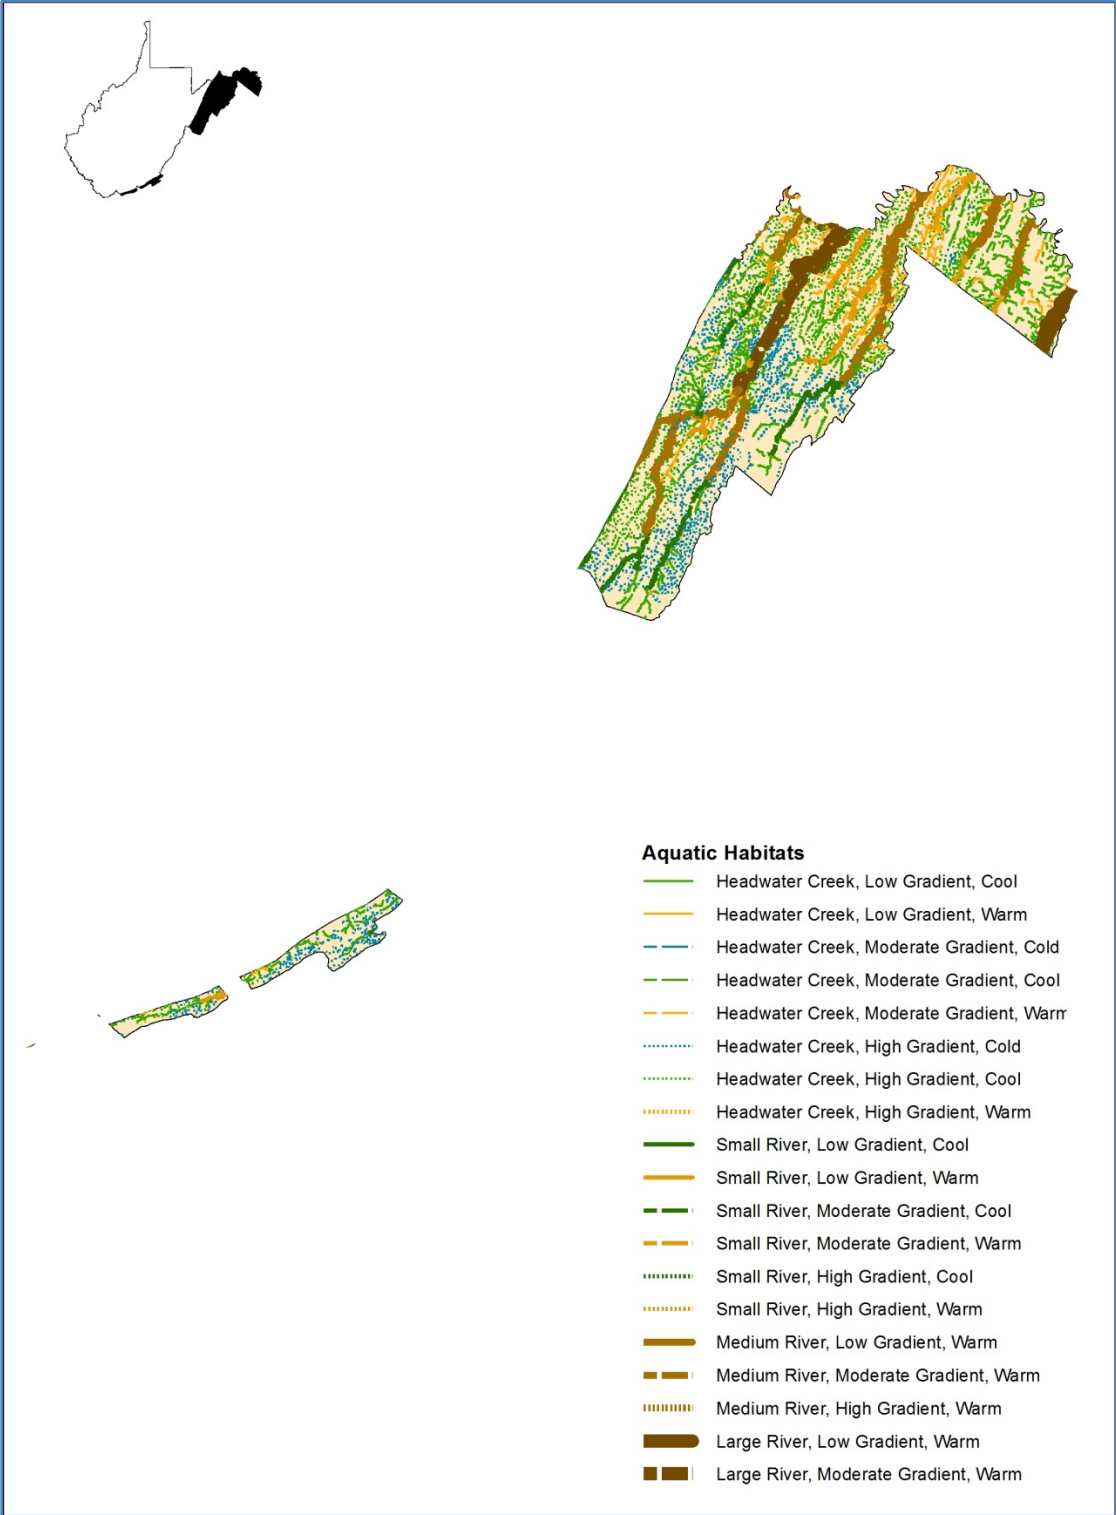 Aquatic Habitats
Headwater Creek, Low Gradient, Cool
Headwater Creek, Low Gradient, Warm
Headwater Creek, Moderate Gradient, Cold
Headwater Creek, Moderate Gradient, Cool
Headwater Creek, Moderate Gradient, Warm
Headwater Creek, High Gradient, Cold
Headwater Creek, High Gradient, Cool
Headwater Creek, High Gradient, Warm
Small River, Low Gradient, Cool
Small River, Low Gradient, Warm
Small River, Moderate Gradient, Cool
Small River, Moderate Gradient, Warm
Small River, High Gradient, Cool
Small River, High Gradient, Warm
Medium River, Low Gradient, Warm
Medium River, Moderate Gradient, Warm
Medium River, High Gradient, Warm
Large River, Low Gradient, Warm
Large River, Moderate Gradient, Warm